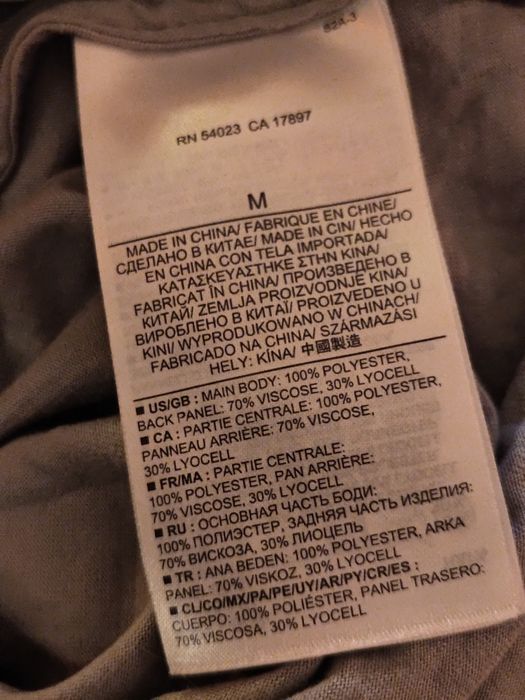 RN 54023 CA 17897
M
MADE IN CHINA/ FABRIQUE EN CHINE/
СДЕЛАНО В КИТАЕ/ MADE IN CIN/ HECHO
EN CHINA CON TELA IMPORTADA/
ΚΑΤΑΣΚΕΥΑΣΤΗΚΕ ΣΤΗΝ ΚΙΝΑ/
FABRICAT ÎN CHINA/ ПРОИЗВЕДЕНО В
КИТАЙ/ ZEMLJA PROIZVODNJE KINA/
ВИРОБЛЕНО В КИТАЇ/ PROIZVEDENO U
KINI/ WYPRODUKOWANO W CHINACH/
FABRICADO NA CHINA/ SZÁRMAZÁSI
HELY: KÍNA/ 中國製造
■ US/GB : MAIN BODY: 100% POLYESTER,
BACK PANEL: 70% VISCOSE, 30% LYOCELL
■ CA : PARTIE CENTRALE: 100% POLYESTER,
PANNEAU ARRIÈRE: 70% VISCOSE,
30% LYOCELL
■ FR/MA : PARTIE CENTRALE:
100% POLYESTER, PAN ARRIÈRE:
70% VISCOSE, 30% LYOCELL
■ RU : ОСНОВНАЯ ЧАСТЬ БОДИ:
100% ПОЛИЭСТЕР, ЗАДНЯЯ ЧАСТЬ ИЗДЕЛИЯ:
70% ВИСКОЗА, 30% ЛИОЦЕЛЬ
■ TR : ANA BEDEN: 100% POLYESTER, ARKA
PANEL: 70% VISKOZ, 30% LYOCELL
■ CL/CO/MX/PA/PE/UY/AR/PY/CR/ES :
CUERPO: 100% POLIÉSTER, PANEL TRASERO:
70% VISCOSA, 30% LYOCELL